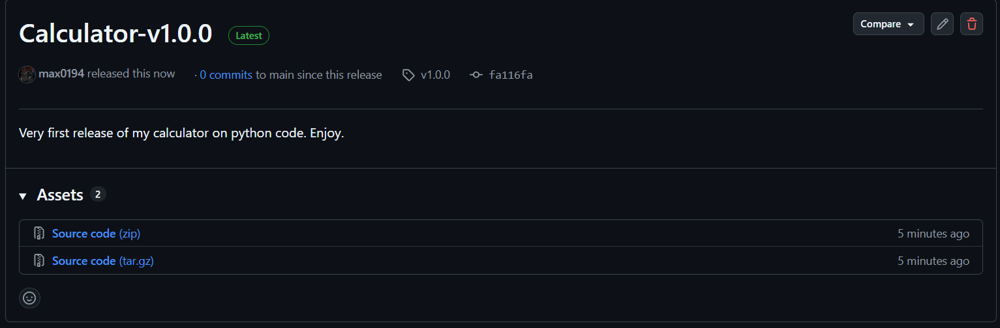 Calculator-v1.0.0 Latest Compare
max0194 released this now · 0 commits to main since this release v1.0.0 fa116fa
Very first release of my calculator on python code. Enjoy.
Assets 2
Source code (zip) 5 minutes ago
Source code (tar.gz) 5 minutes ago